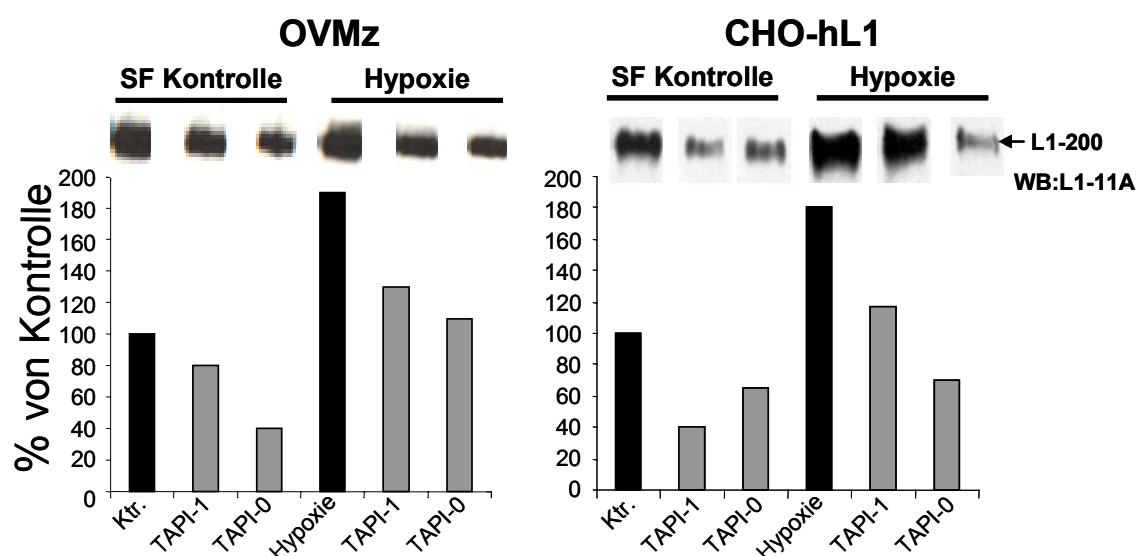 OVMz
SF Kontrolle Hypoxie
% von Kontrolle
200
180
160
140
120
100
80
60
40
20
0
Ktr. TAPI-1 TAPI-0 Hypoxie TAPI-1 TAPI-0
CHO-hL1
SF Kontrolle Hypoxie
L1-200
WB:L1-11A
200
180
160
140
120
100
80
60
40
20
0
Ktr. TAPI-1 TAPI-0 Hypoxie TAPI-1 TAPI-0